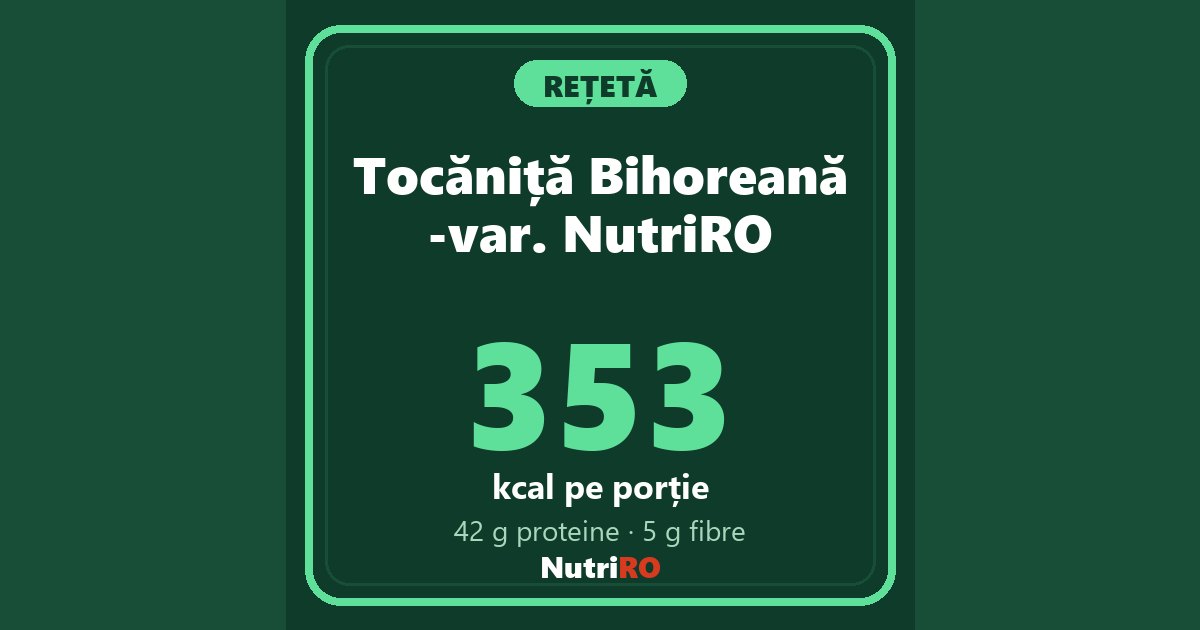 REȚETĂ
Tocăniță Bihoreană
-var. NutriRO
353
kcal pe porție
42 g proteine · 5 g fibre
NutriRO